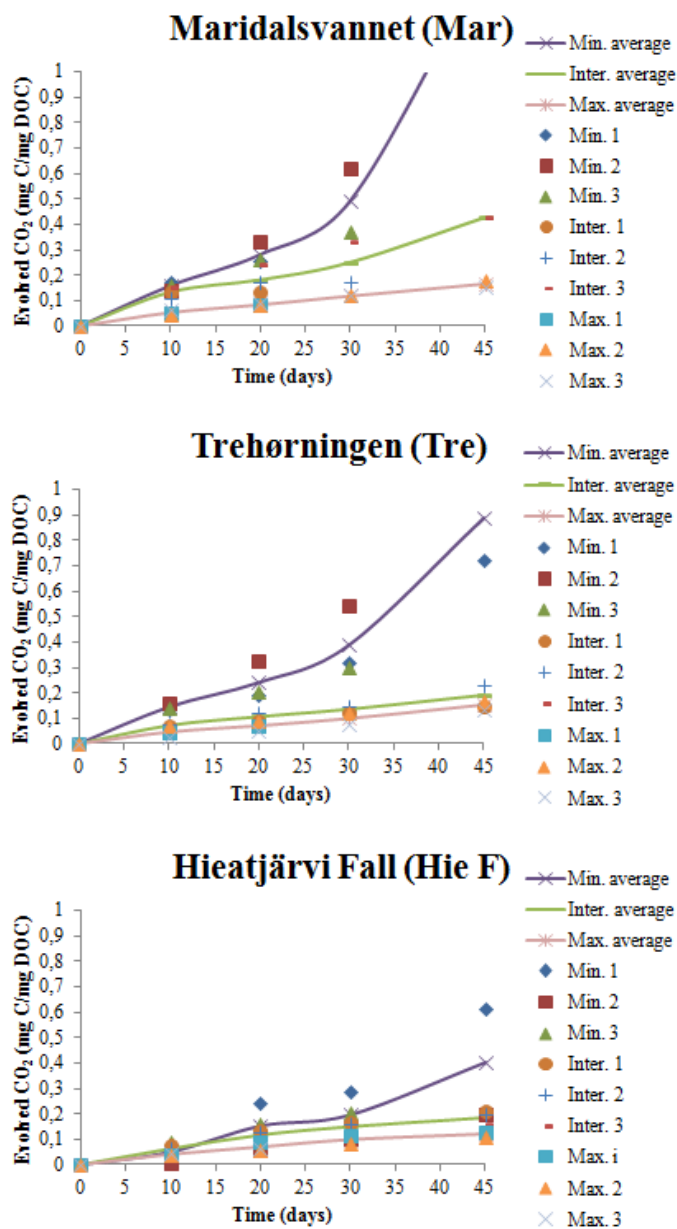 Maridalsvannet (Mar)
Evolved CO₂ (mg C/mg DOC)
1
0,9
0,8
0,7
0,6
0,5
0,4
0,3
0,2
0,1
0
0 5 10 15 20 25 30 35 40 45
Time (days)
Min. average
Inter. average
Max. average
Min. 1
Min. 2
Min. 3
Inter. 1
Inter. 2
Inter. 3
Max. 1
Max. 2
Max. 3
Trehørningen (Tre)
Evolved CO₂ (mg C/mg DOC)
1
0,9
0,8
0,7
0,6
0,5
0,4
0,3
0,2
0,1
0
0 5 10 15 20 25 30 35 40 45
Time (days)
Min. average
Inter. average
Max. average
Min. 1
Min. 2
Min. 3
Inter. 1
Inter. 2
Inter. 3
Max. 1
Max. 2
Max. 3
Hieatjärvi Fall (Hie F)
Evolved CO₂ (mg C/mg DOC)
1
0,9
0,8
0,7
0,6
0,5
0,4
0,3
0,2
0,1
0
0 5 10 15 20 25 30 35 40 45
Time (days)
Min. average
Inter. average
Max. average
Min. 1
Min. 2
Min. 3
Inter. 1
Inter. 2
Inter. 3
Max. i
Max. 2
Max. 3